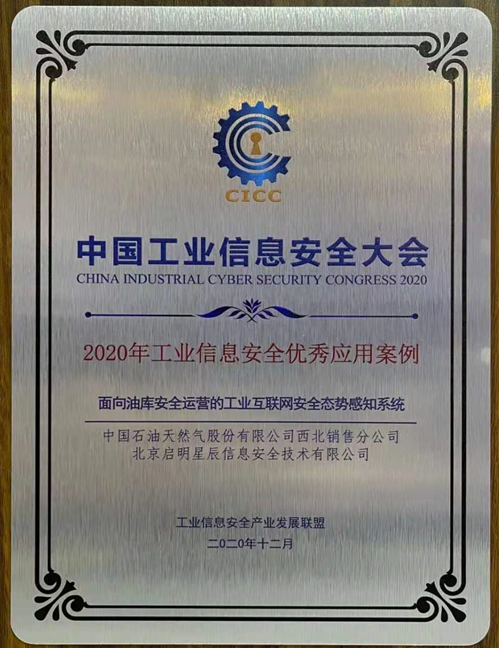 CICC
中国工业信息安全大会
CHINA INDUSTRIAL CYBER SECURITY CONGRESS 2020
2020年工业信息安全优秀应用案例
面向油库安全运营的工业互联网安全态势感知系统
中国石油天然气股份有限公司西北销售分公司
北京启明星辰信息安全技术有限公司
工业信息安全产业发展联盟
二〇二〇年十二月